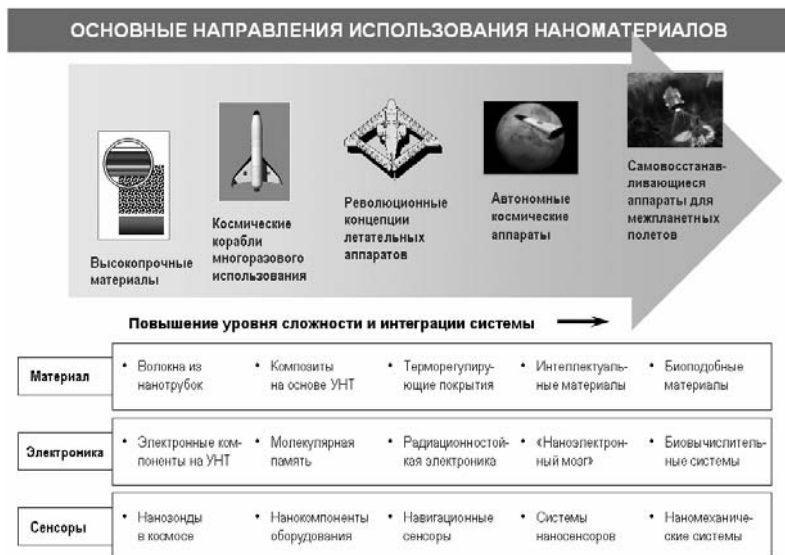 ОСНОВНЫЕ НАПРАВЛЕНИЯ ИСПОЛЬЗОВАНИЯ НАНОМАТЕРИАЛОВ
Высокопрочные
материалы
Космические
корабли
многоразового
использования
Революционные
концепции
летательных
аппаратов
Автономные
космические
аппараты
Самовосстанав-
ливающиеся
аппараты для
межпланетных
полетов
Повышение уровня сложности и интеграции системы
Материал
• Волокна из
нанотрубок
• Композиты
на основе УНТ
• Терморегулиру-
ющие покрытия
• Интеллектуаль-
ные материалы
• Биоподобные
материалы
Электроника
• Электронные ком-
поненты на УНТ
• Молекулярная
память
• Радиационностой-
кая электроника
• «Наноэлектрон-
ный мозг»
• Биовычислитель-
ные системы
Сенсоры
• Нанозонды
в космосе
• Нанокомпоненты
оборудования
• Навигационные
сенсоры
• Системы
наносенсоров
• Наномеханиче-
ские системы